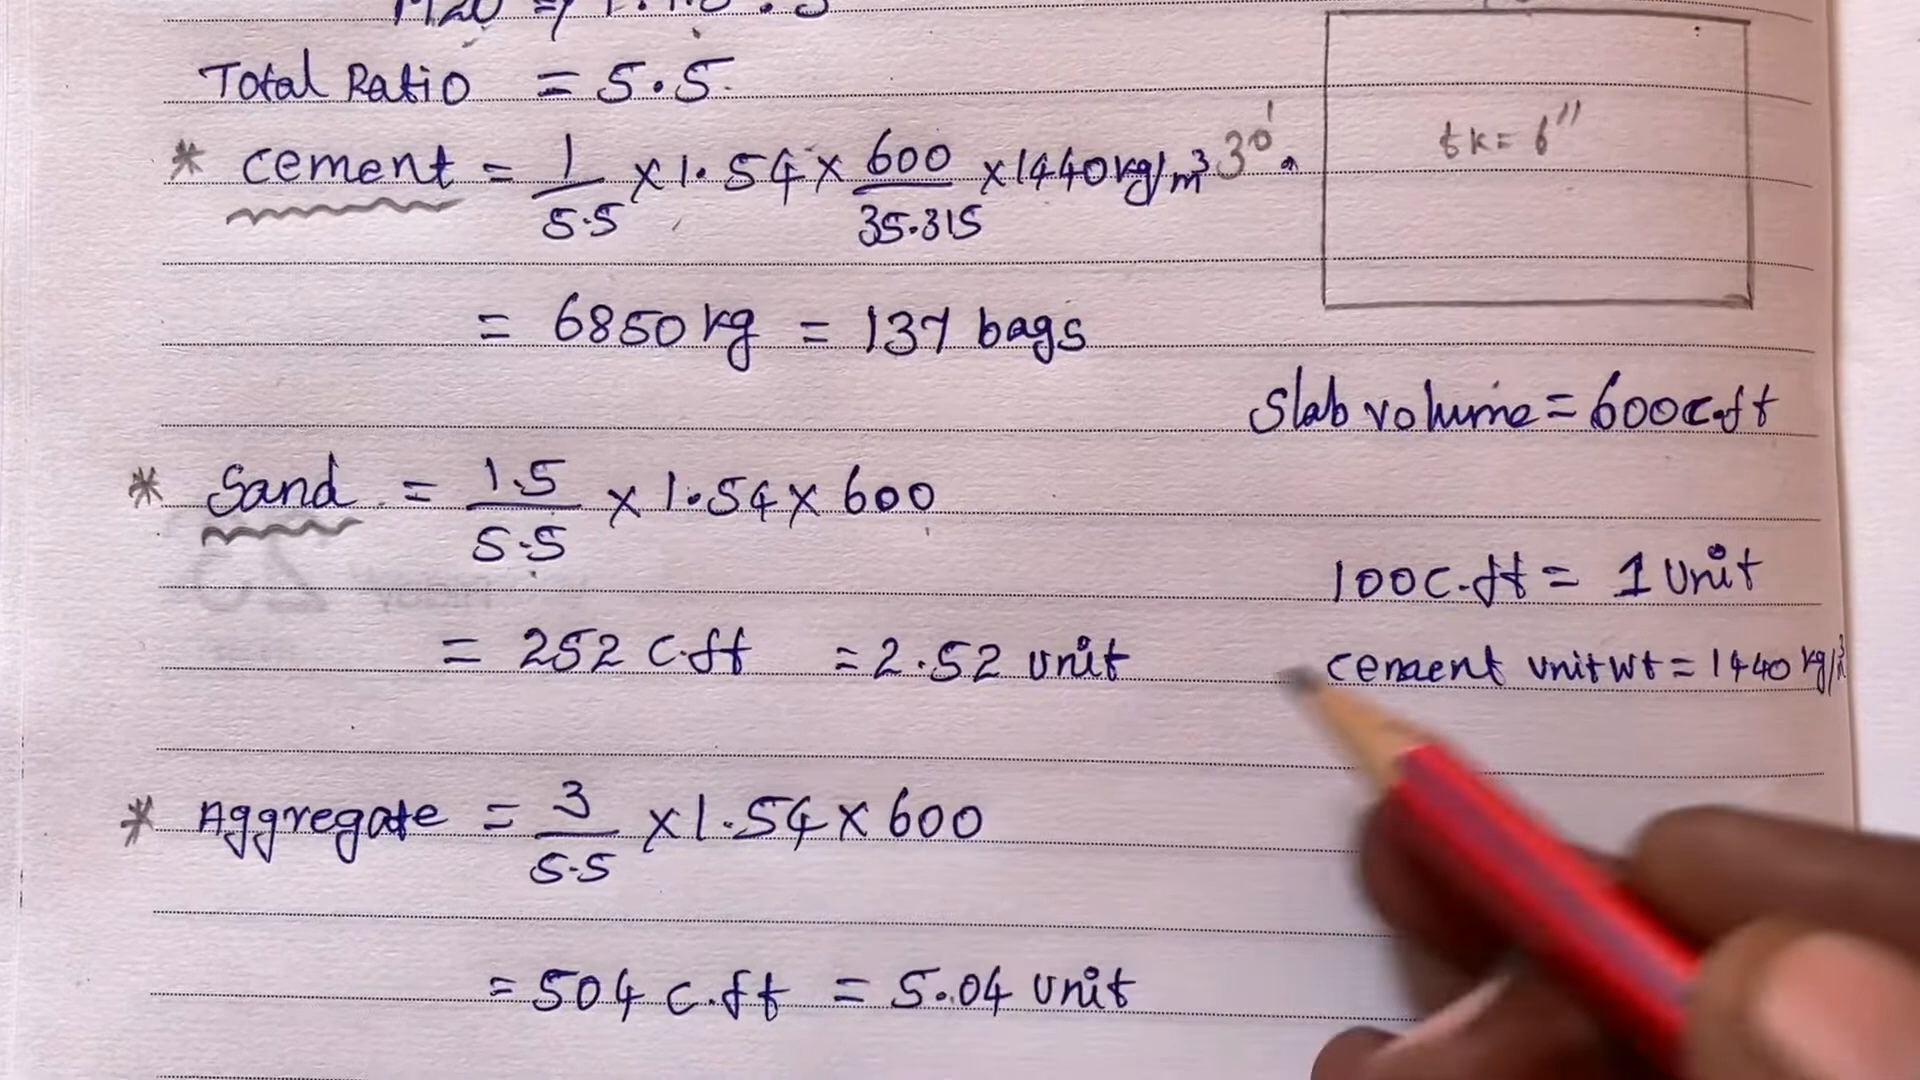 Total Ratio = 5.5
* cement = 1/5.5 x 1.54 x 600/35.315 x 1440 kg/m³
30'
tk = 6"
= 6850 kg = 137 bags
Slab volume = 600 c.ft
* Sand = 1.5/5.5 x 1.54 x 600
100 c.ft = 1 Unit
= 252 c.ft = 2.52 unit
cement unit wt = 1440 kg/m³
* Aggregate = 3/5.5 x 1.54 x 600
= 504 c.ft = 5.04 unit